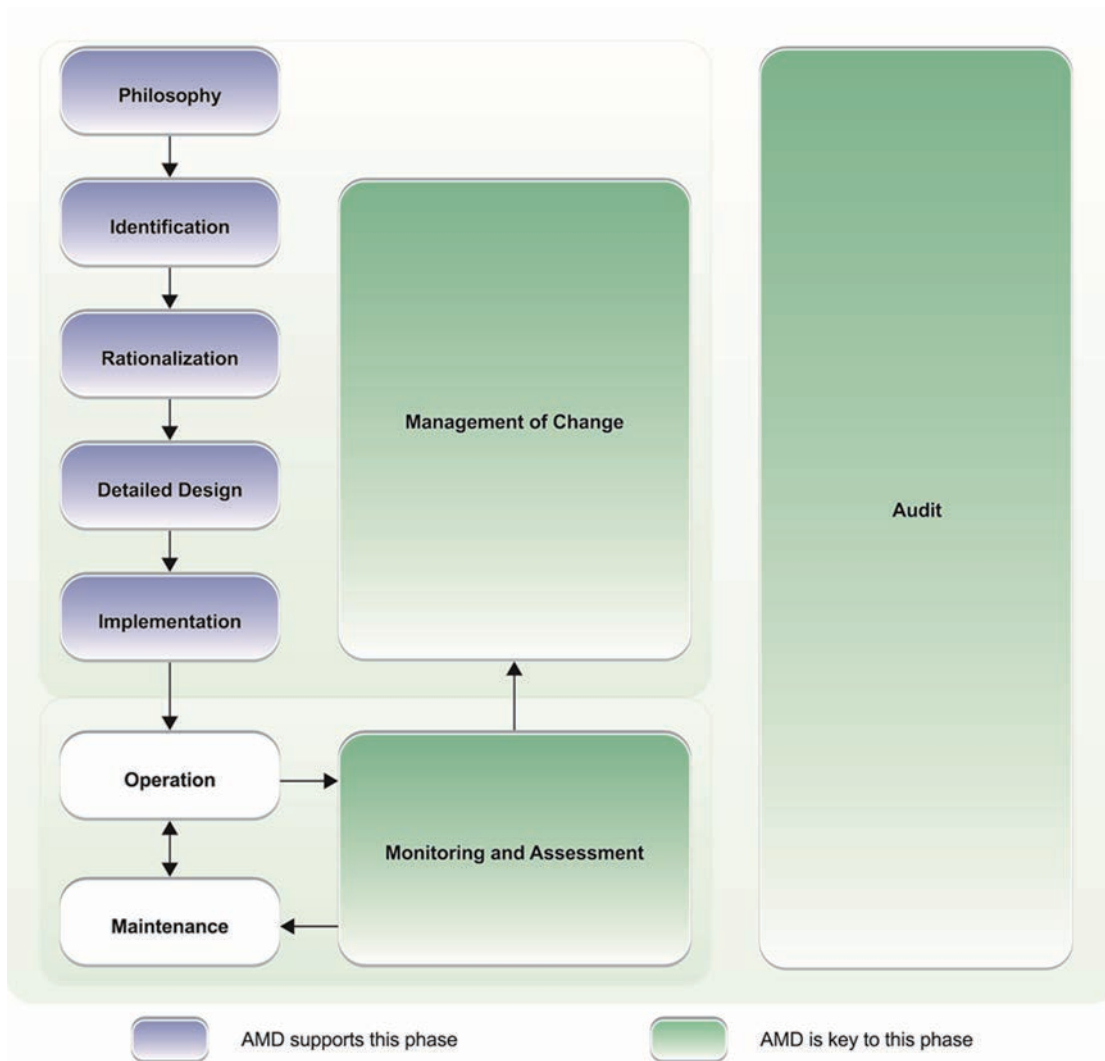 Philosophy
Identification
Rationalization
Management of Change
Detailed Design
Audit
Implementation
Operation
Monitoring and Assessment
Maintenance
AMD supports this phase
AMD is key to this phase